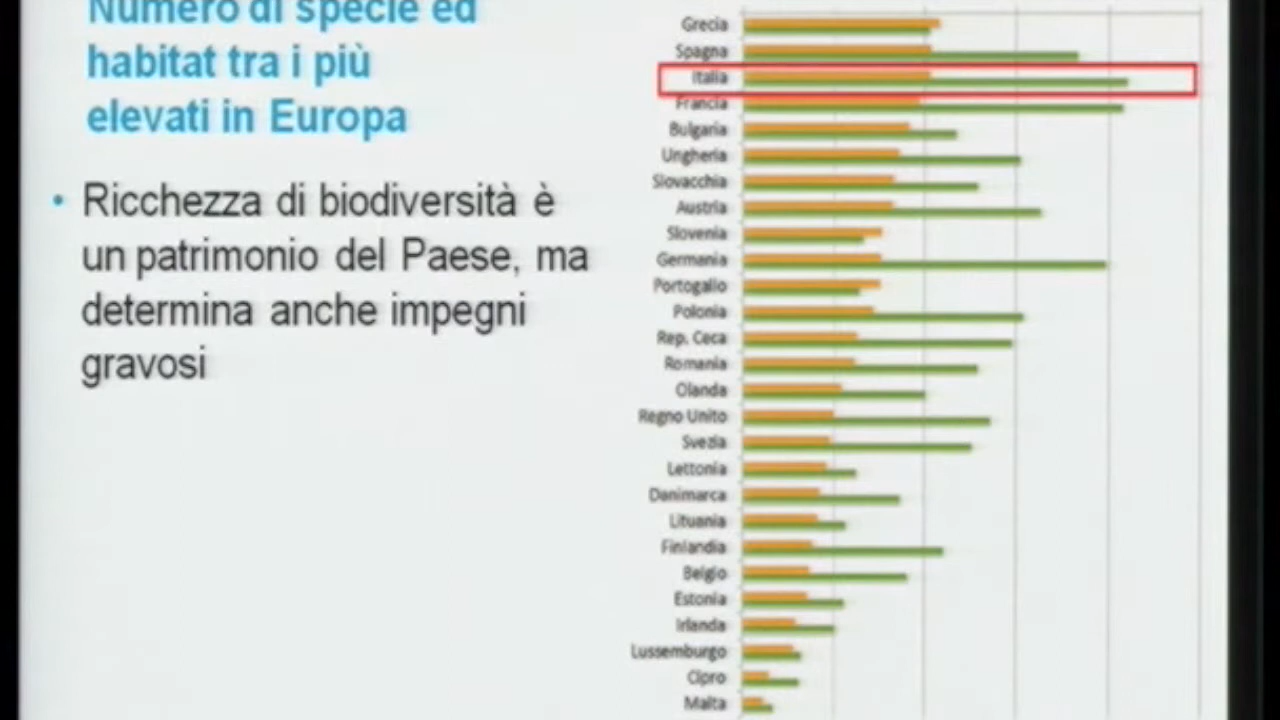 Numero di specie ed
habitat tra i più
elevati in Europa
• Ricchezza di biodiversità è
un patrimonio del Paese, ma
determina anche impegni
gravosi
Grecia
Spagna
Italia
Francia
Bulgaria
Ungheria
Slovacchia
Austria
Slovenia
Germania
Portogallo
Polonia
Rep. Ceca
Romania
Olanda
Regno Unito
Svezia
Lettonia
Danimarca
Lituania
Finlandia
Belgio
Estonia
Irlanda
Lussemburgo
Cipro
Malta